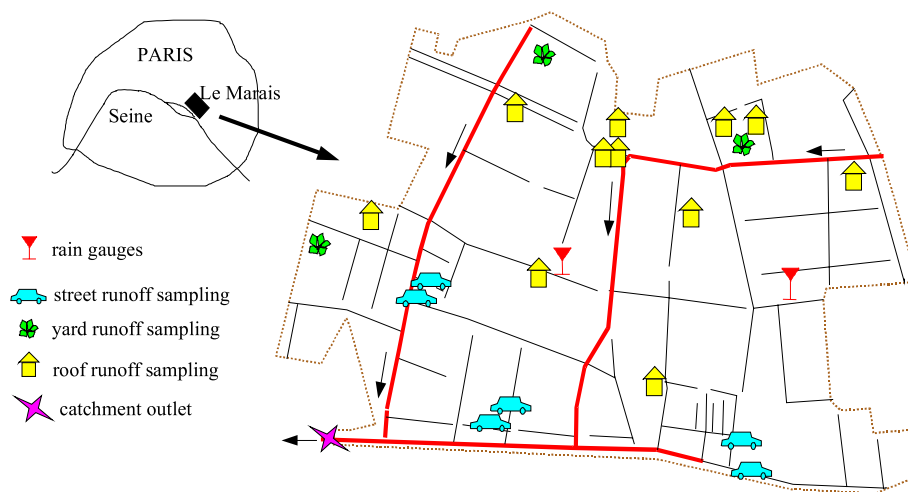 PARIS
Le Marais
Seine
rain gauges
street runoff sampling
yard runoff sampling
roof runoff sampling
catchment outlet